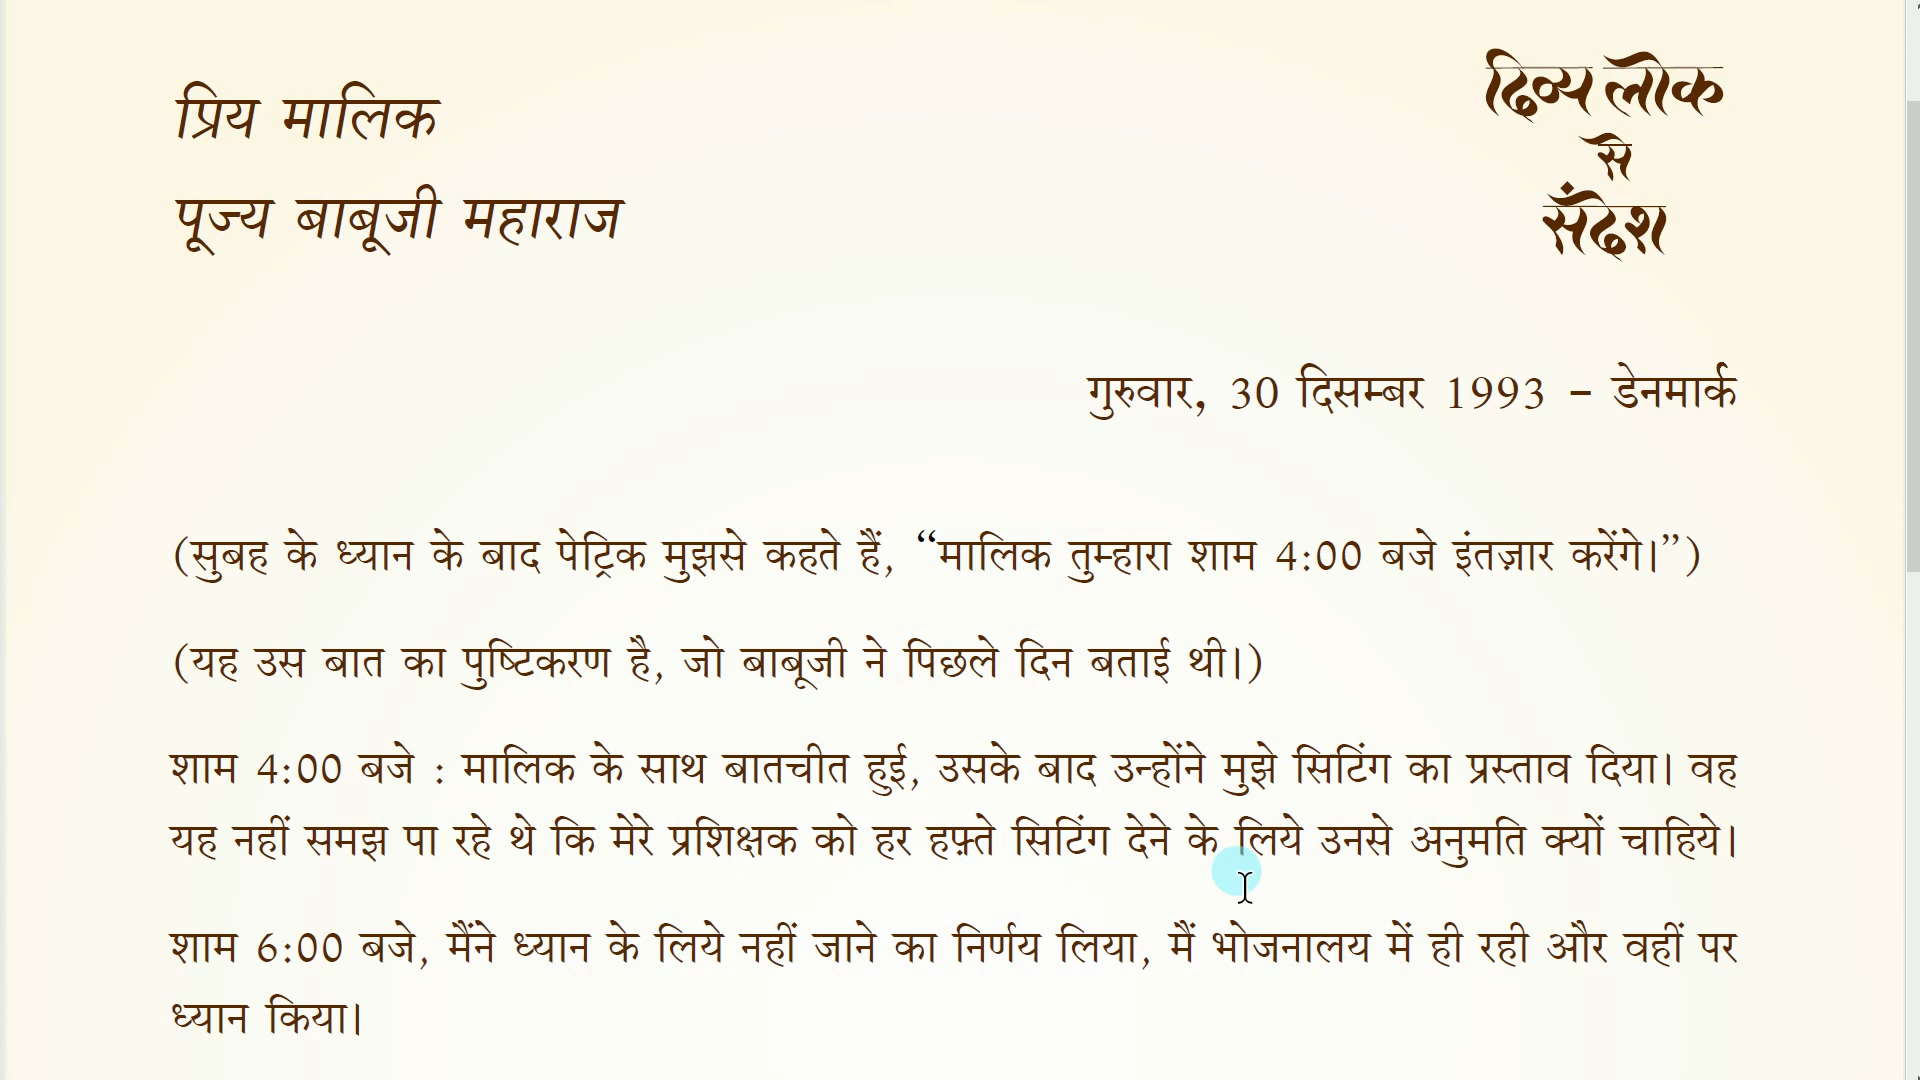 प्रिय मालिक
पूज्य बाबूजी महाराज
दिव्य लोक
से
सँदेश
गुरुवार, 30 दिसम्बर 1993 – डेनमार्क
(सुबह के ध्यान के बाद पेट्रिक मुझसे कहते हैं, “मालिक तुम्हारा शाम 4:00 बजे इंतज़ार करेंगे।”)
(यह उस बात का पुष्टिकरण है, जो बाबूजी ने पिछले दिन बताई थी।)
शाम 4:00 बजे : मालिक के साथ बातचीत हुई, उसके बाद उन्होंने मुझे सिटिंग का प्रस्ताव दिया। वह
यह नहीं समझ पा रहे थे कि मेरे प्रशिक्षक को हर हफ़्ते सिटिंग देने के लिये उनसे अनुमति क्यों चाहिये।
शाम 6:00 बजे, मैंने ध्यान के लिये नहीं जाने का निर्णय लिया, मैं भोजनालय में ही रही और वहीं पर
ध्यान किया।